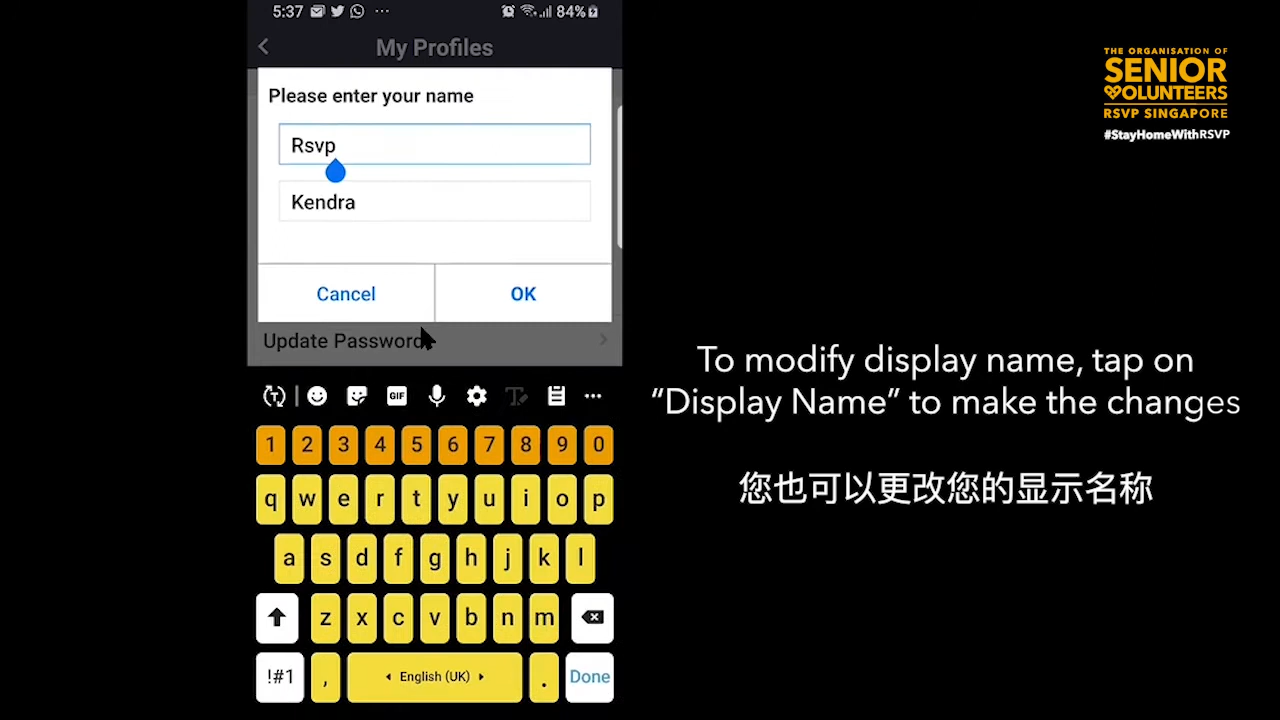 5:37
84%
My Profiles
Please enter your name
Rsvp
Kendra
Cancel
OK
Update Password
GIF
1 2 3 4 5 6 7 8 9 0
q w e r t y u i o p
a s d f g h j k l
z x c v b n m
!#1 , English (UK) . Done
THE ORGANISATION OF
SENIOR
VOLUNTEERS
RSVP SINGAPORE
#StayHomeWithRSVP
To modify display name, tap on
“Display Name” to make the changes
您也可以更改您的显示名称